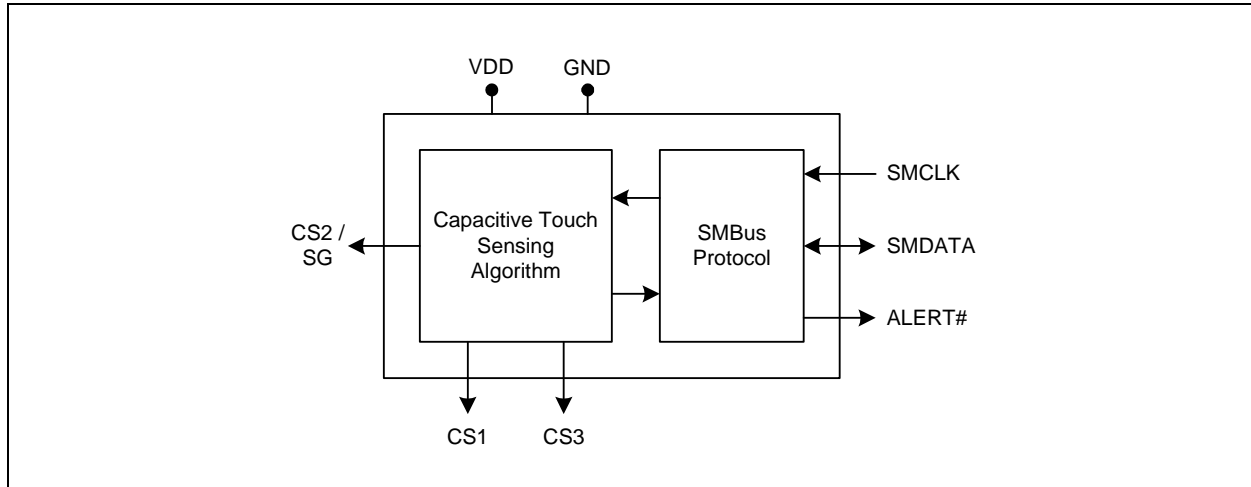 VDD
GND
Capacitive Touch
Sensing
Algorithm
SMBus
Protocol
CS2 /
SG
SMCLK
SMDATA
ALERT#
CS1
CS3